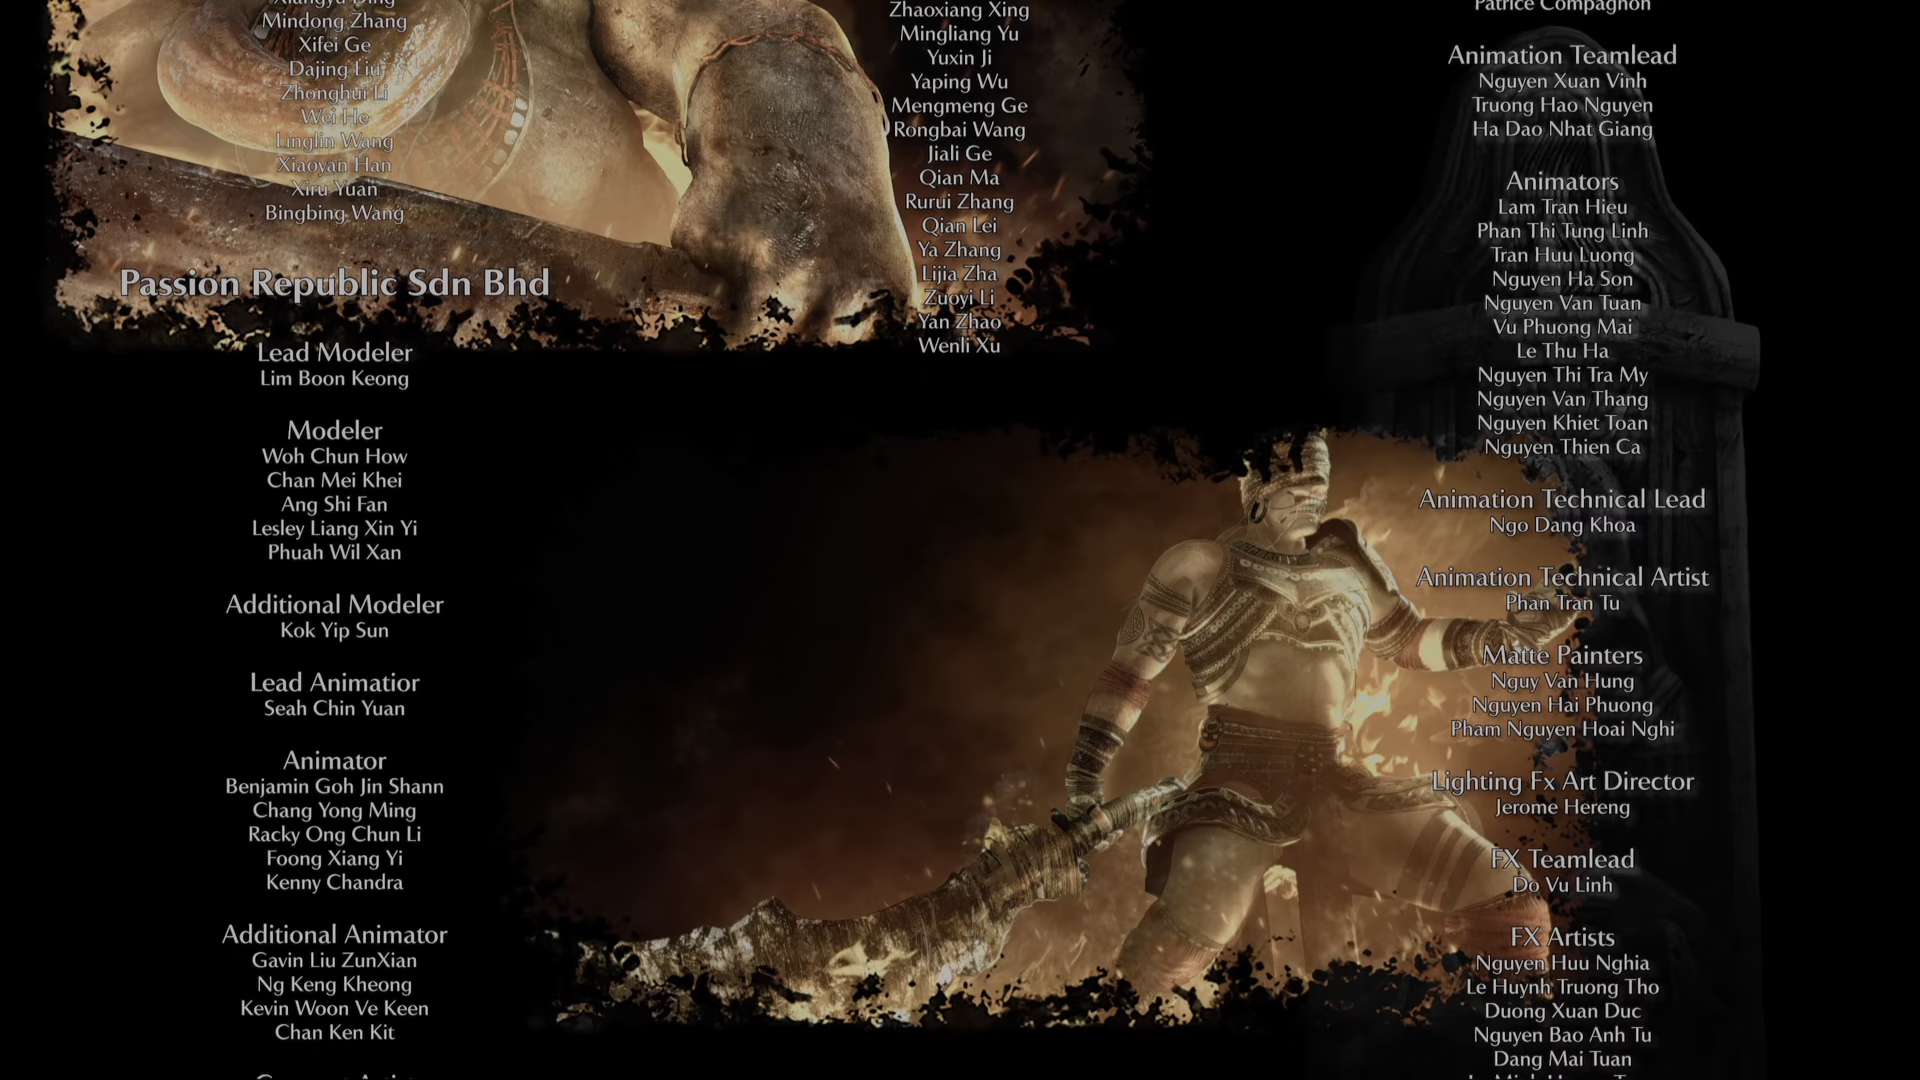 Xiangyu Ding
Mindong Zhang
Xifei Ge
Dajing Liu
Zhonghui Li
Wei He
Linglin Wang
Xiaoyan Han
Xiru Yuan
Bingbing Wang
Passion Republic Sdn Bhd
Lead Modeler
Lim Boon Keong
Modeler
Woh Chun How
Chan Mei Khei
Ang Shi Fan
Lesley Liang Xin Yi
Phuah Wil Xan
Additional Modeler
Kok Yip Sun
Lead Animatior
Seah Chin Yuan
Animator
Benjamin Goh Jin Shann
Chang Yong Ming
Racky Ong Chun Li
Foong Xiang Yi
Kenny Chandra
Additional Animator
Gavin Liu ZunXian
Ng Keng Kheong
Kevin Woon Ve Keen
Chan Ken Kit
Zhaoxiang Xing
Mingliang Yu
Yuxin Ji
Yaping Wu
Mengmeng Ge
Rongbai Wang
Jiali Ge
Qian Ma
Rurui Zhang
Qian Lei
Ya Zhang
Lijia Zha
Zuoyi Li
Yan Zhao
Wenli Xu
Patrice Compagnon
Animation Teamlead
Nguyen Xuan Vinh
Truong Hao Nguyen
Ha Dao Nhat Giang
Animators
Lam Tran Hieu
Phan Thi Tung Linh
Tran Huu Luong
Nguyen Ha Son
Nguyen Van Tuan
Vu Phuong Mai
Le Thu Ha
Nguyen Thi Tra My
Nguyen Van Thang
Nguyen Khiet Toan
Nguyen Thien Ca
Animation Technical Lead
Ngo Dang Khoa
Animation Technical Artist
Phan Tran Tu
Matte Painters
Nguy Van Hung
Nguyen Hai Phuong
Pham Nguyen Hoai Nghi
Lighting Fx Art Director
Jerome Hereng
FX Teamlead
Do Vu Linh
FX Artists
Nguyen Huu Nghia
Le Huynh Truong Tho
Duong Xuan Duc
Nguyen Bao Anh Tu
Dang Mai Tuan